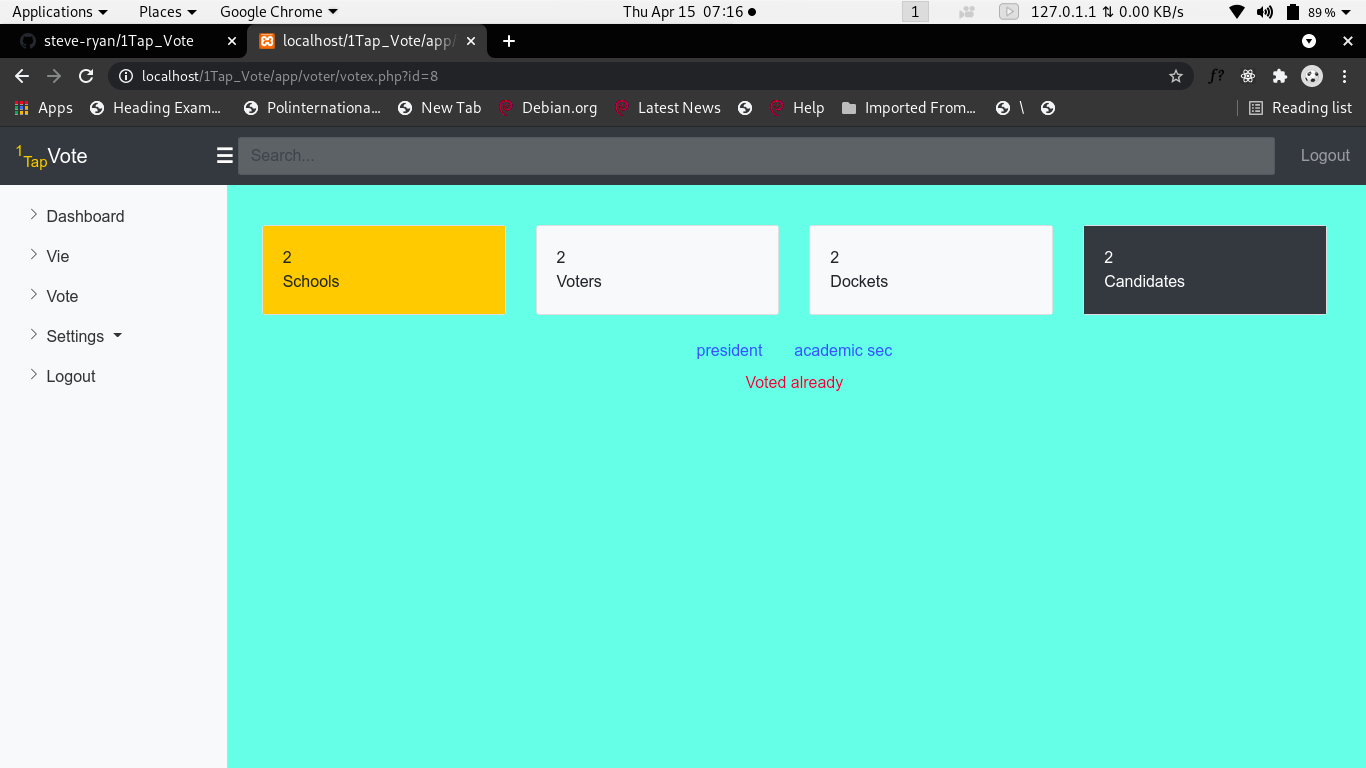 Applications Places Google Chrome Thu Apr 15 07:16 1 127.0.1.1 ⇅ 0.00 KB/s 89 %
steve-ryan/1Tap_Vote localhost/1Tap_Vote/app/
localhost/1Tap_Vote/app/voter/votex.php?id=8 f?
Apps Heading Exam... Polinternationa... New Tab Debian.org Latest News Help Imported From... \ Reading list
1TapVote Search... Logout
Dashboard
Vie
Vote
Settings
Logout
2
Schools
2
Voters
2
Dockets
2
Candidates
president academic sec
Voted already